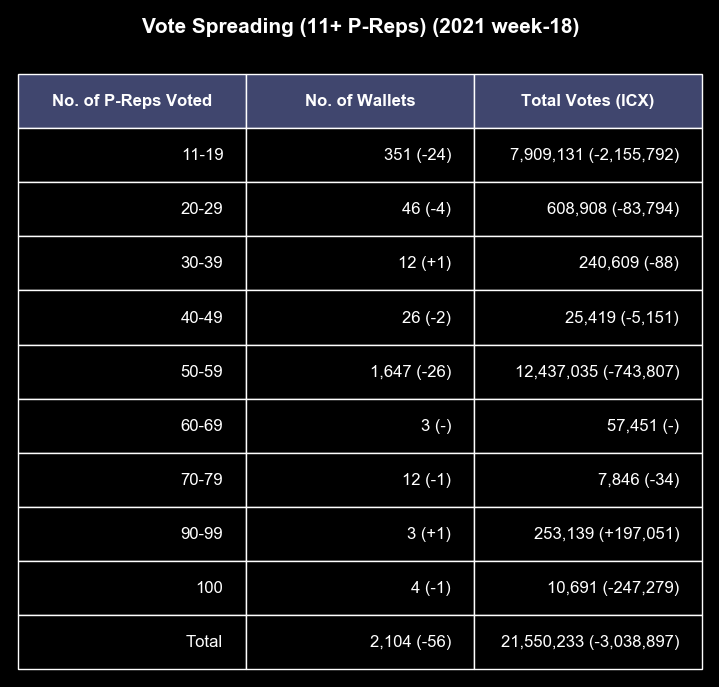 Vote Spreading (11+ P-Reps) (2021 week-18)
No. of P-Reps Voted No. of Wallets Total Votes (ICX)
11-19 351 (-24) 7,909,131 (-2,155,792)
20-29 46 (-4) 608,908 (-83,794)
30-39 12 (+1) 240,609 (-88)
40-49 26 (-2) 25,419 (-5,151)
50-59 1,647 (-26) 12,437,035 (-743,807)
60-69 3 (-) 57,451 (-)
70-79 12 (-1) 7,846 (-34)
90-99 3 (+1) 253,139 (+197,051)
100 4 (-1) 10,691 (-247,279)
Total 2,104 (-56) 21,550,233 (-3,038,897)